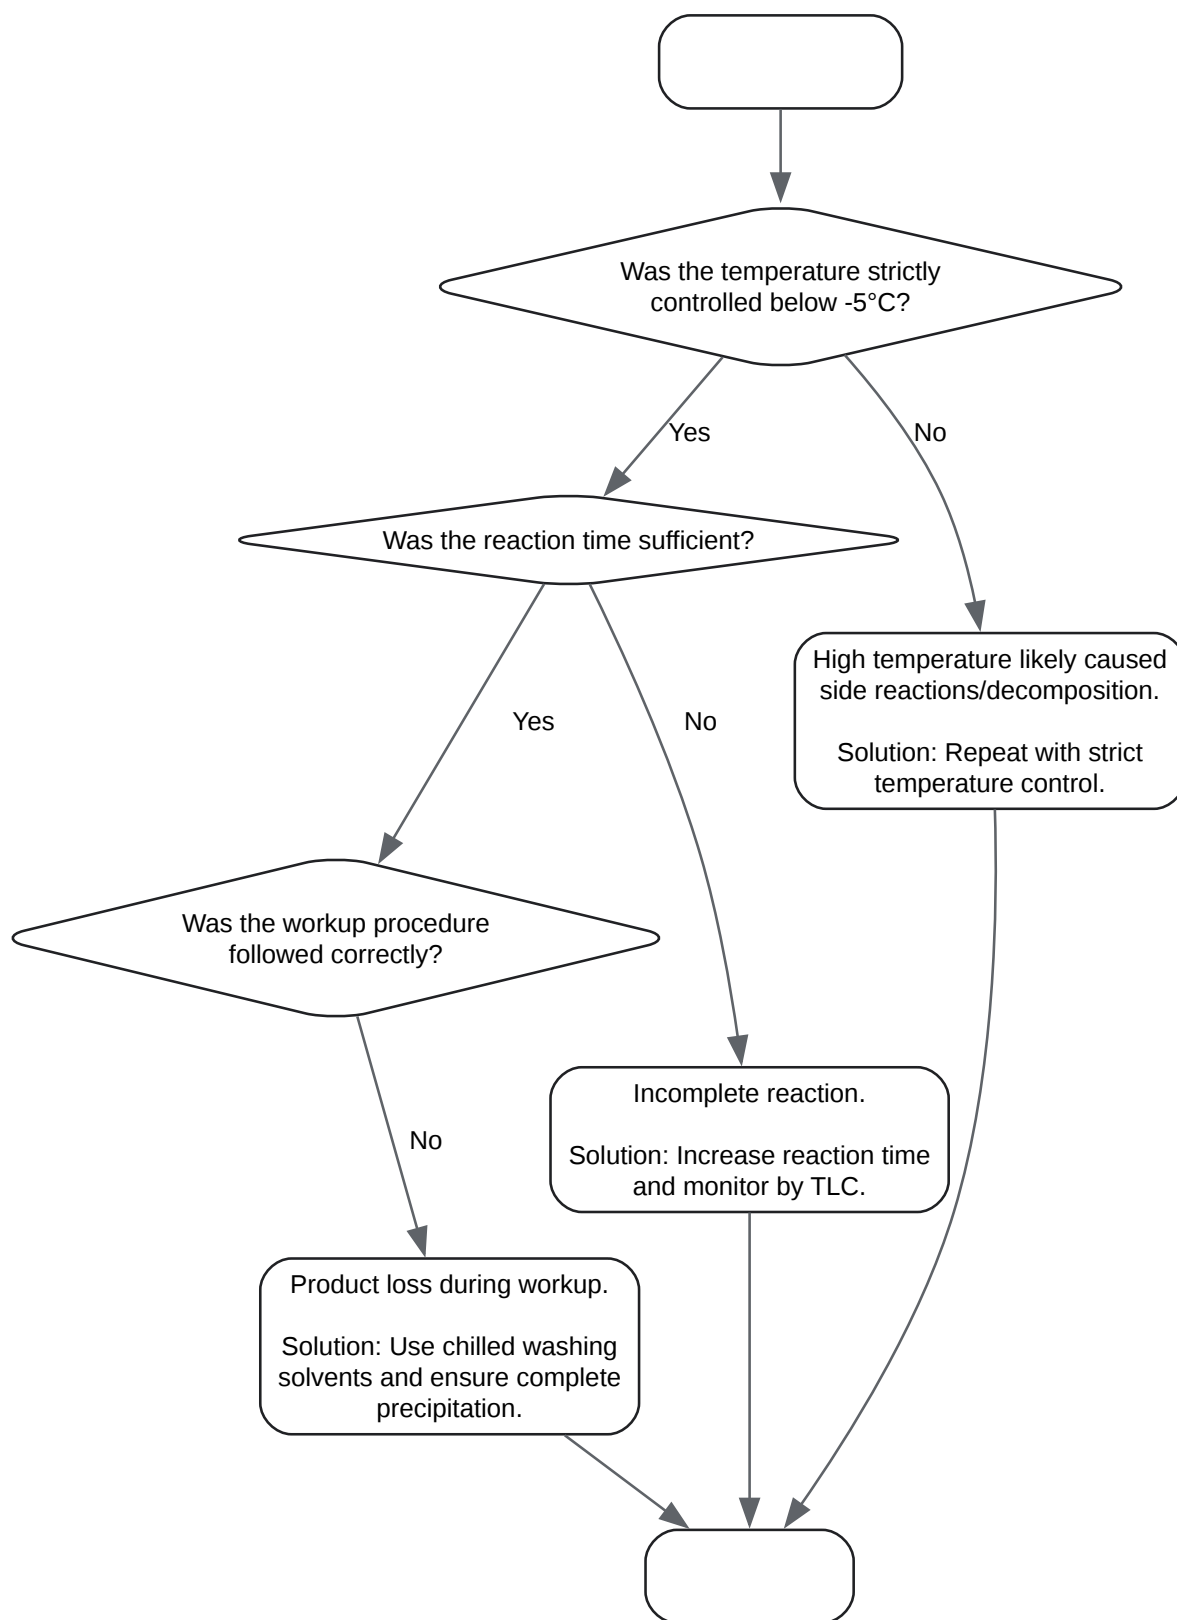 Was the temperature strictly
controlled below -5°C?
Yes
No
Was the reaction time sufficient?
High temperature likely caused
side reactions/decomposition.
Solution: Repeat with strict
temperature control.
Yes
No
Was the workup procedure
followed correctly?
Incomplete reaction.
Solution: Increase reaction time
and monitor by TLC.
No
Product loss during workup.
Solution: Use chilled washing
solvents and ensure complete
precipitation.